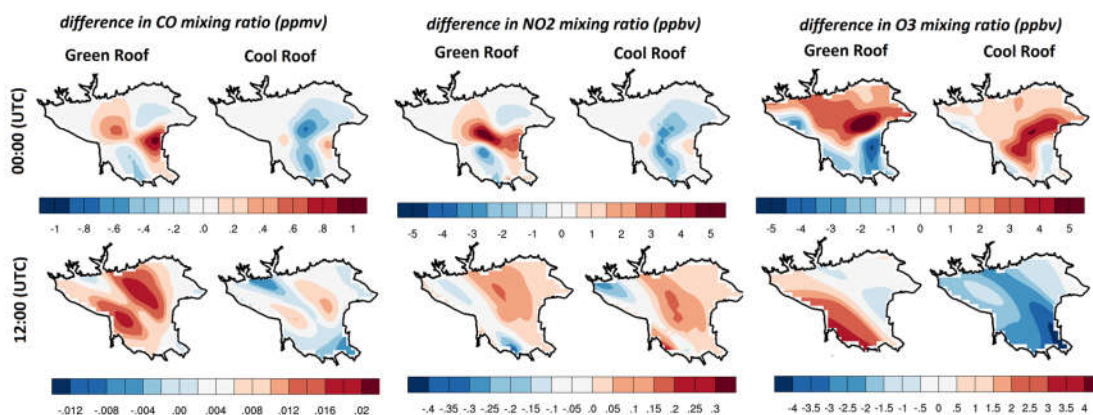 difference in CO mixing ratio (ppmv) difference in NO2 mixing ratio (ppbv) difference in O3 mixing ratio (ppbv)
Green Roof Cool Roof Green Roof Cool Roof Green Roof Cool Roof
00:00 (UTC)
-1 -.8 -.6 -.4 -.2 .0 .2 .4 .6 .8 1 -5 -4 -3 -2 -1 0 1 2 3 4 5 -5 -4 -3 -2 -1 0 1 2 3 4 5
12:00 (UTC)
-.012 -.008 -.004 .00 .004 .008 .012 .016 .02 -.4 -.35 -.3 -.25 -.2 -.15 -.1 -.05 .0 .05 .1 .15 .2 .25 .3 -4 -3.5 -3 -2.5 -2 -1.5 -1 -.5 0 .5 1 1.5 2 2.5 3 3.5 4